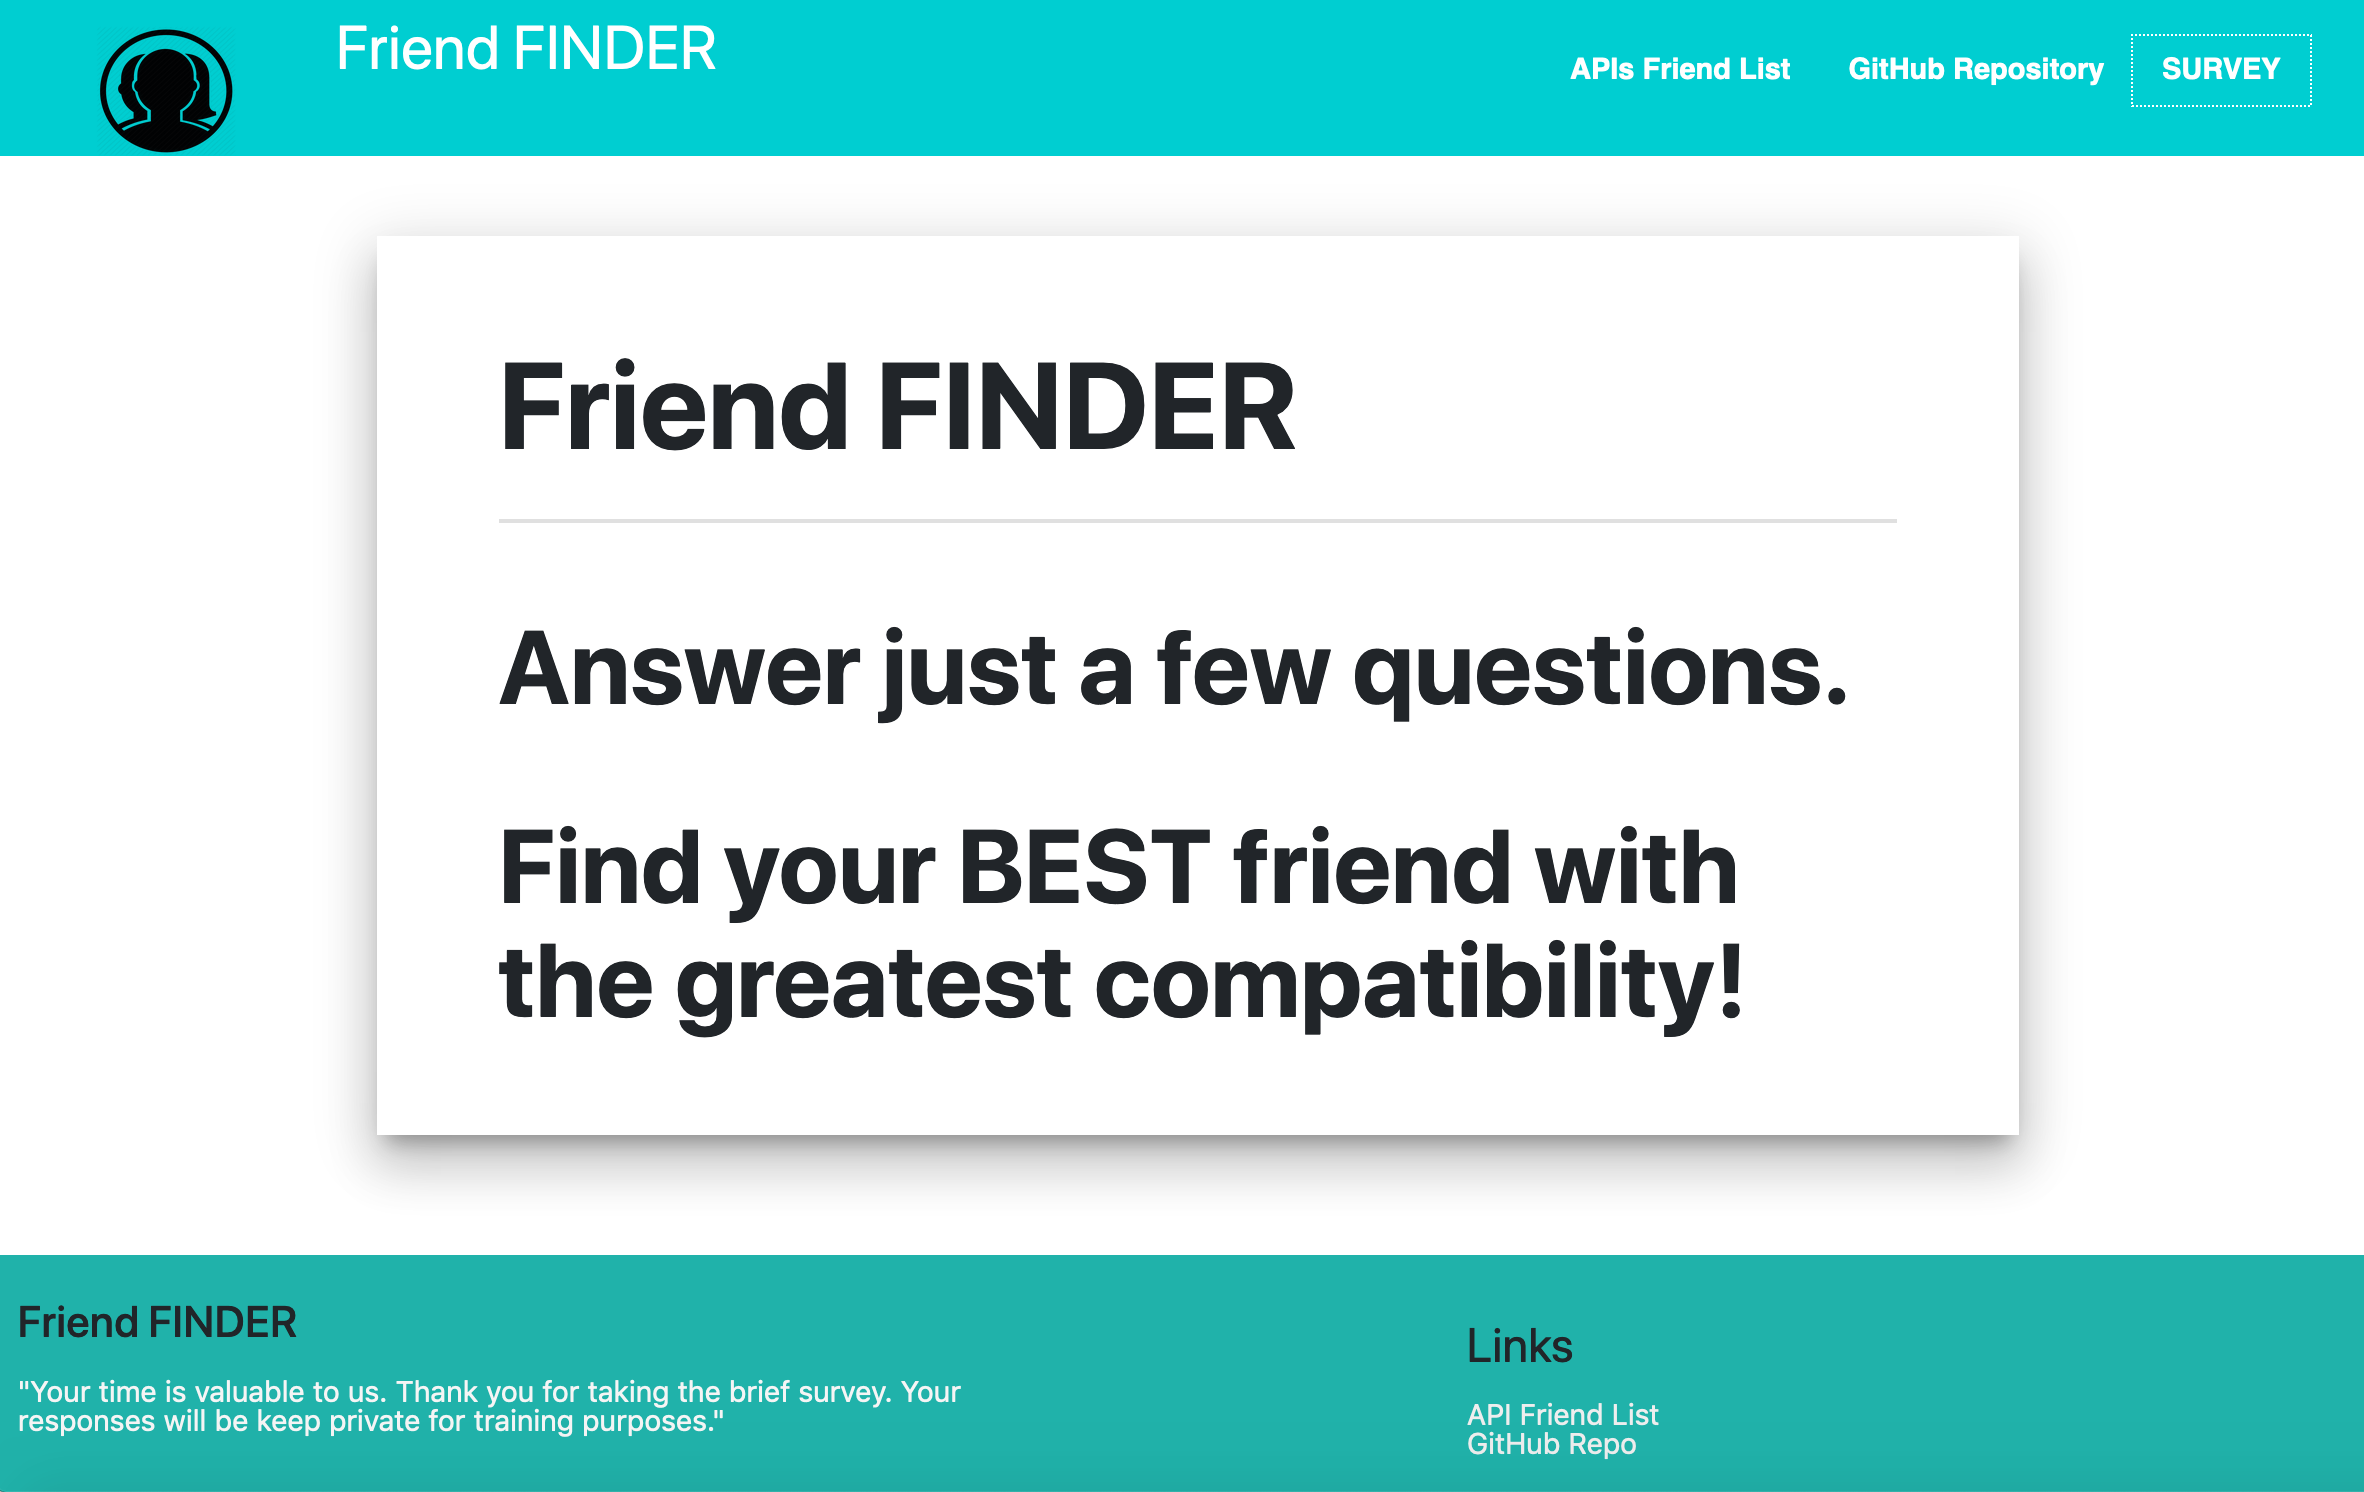 Friend FINDER
APIs Friend List
GitHub Repository
SURVEY
Friend FINDER
Answer just a few questions.
Find your BEST friend with
the greatest compatibility!
Friend FINDER
"Your time is valuable to us. Thank you for taking the brief survey. Your
responses will be keep private for training purposes."
Links
API Friend List
GitHub Repo